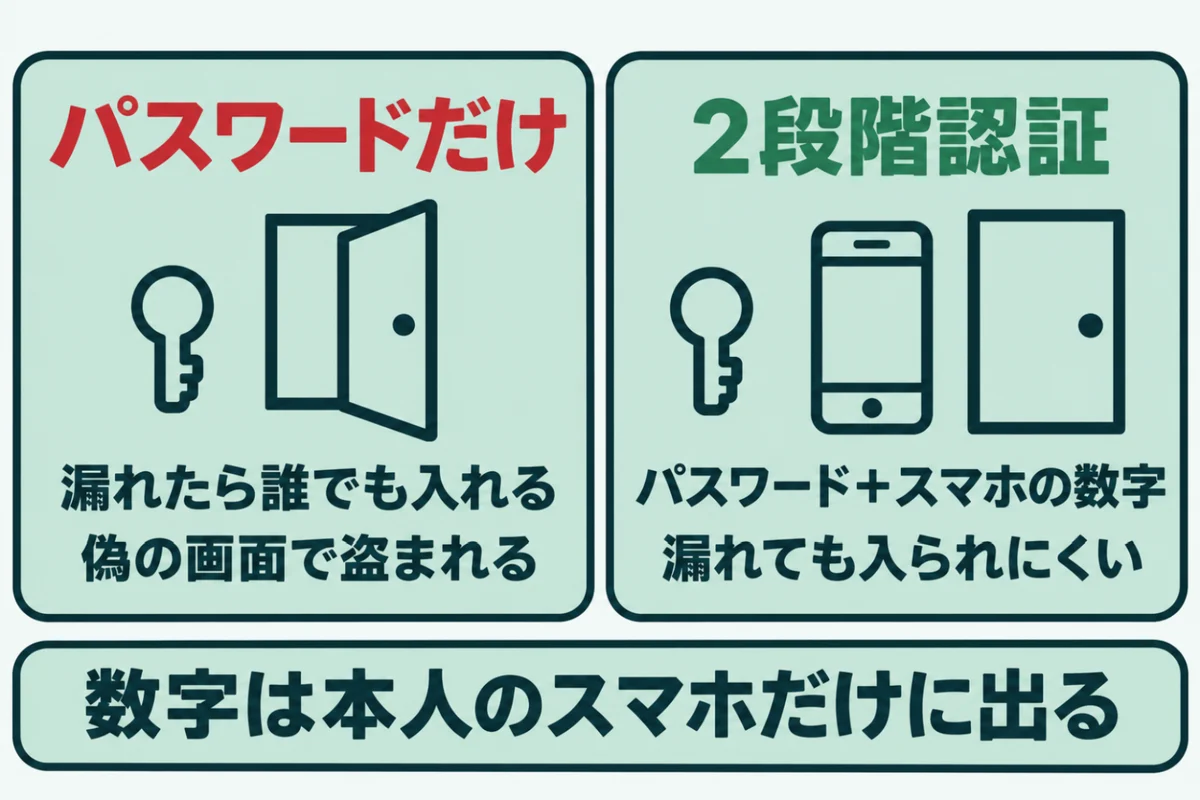 パスワードだけ
漏れたら誰でも入れる
偽の画面で盗まれる
2段階認証
パスワード+スマホの数字
漏れても入られにくい
数字は本人のスマホだけに出る